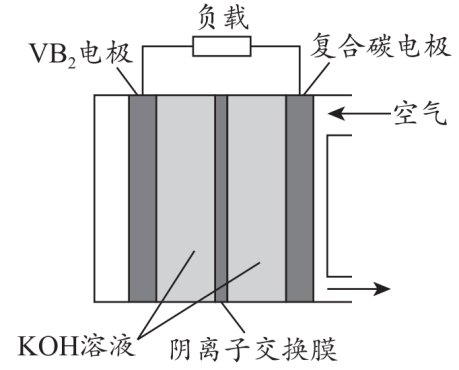 负载
VB₂电极
复合碳电极
空气
KOH溶液
阴离子交换膜